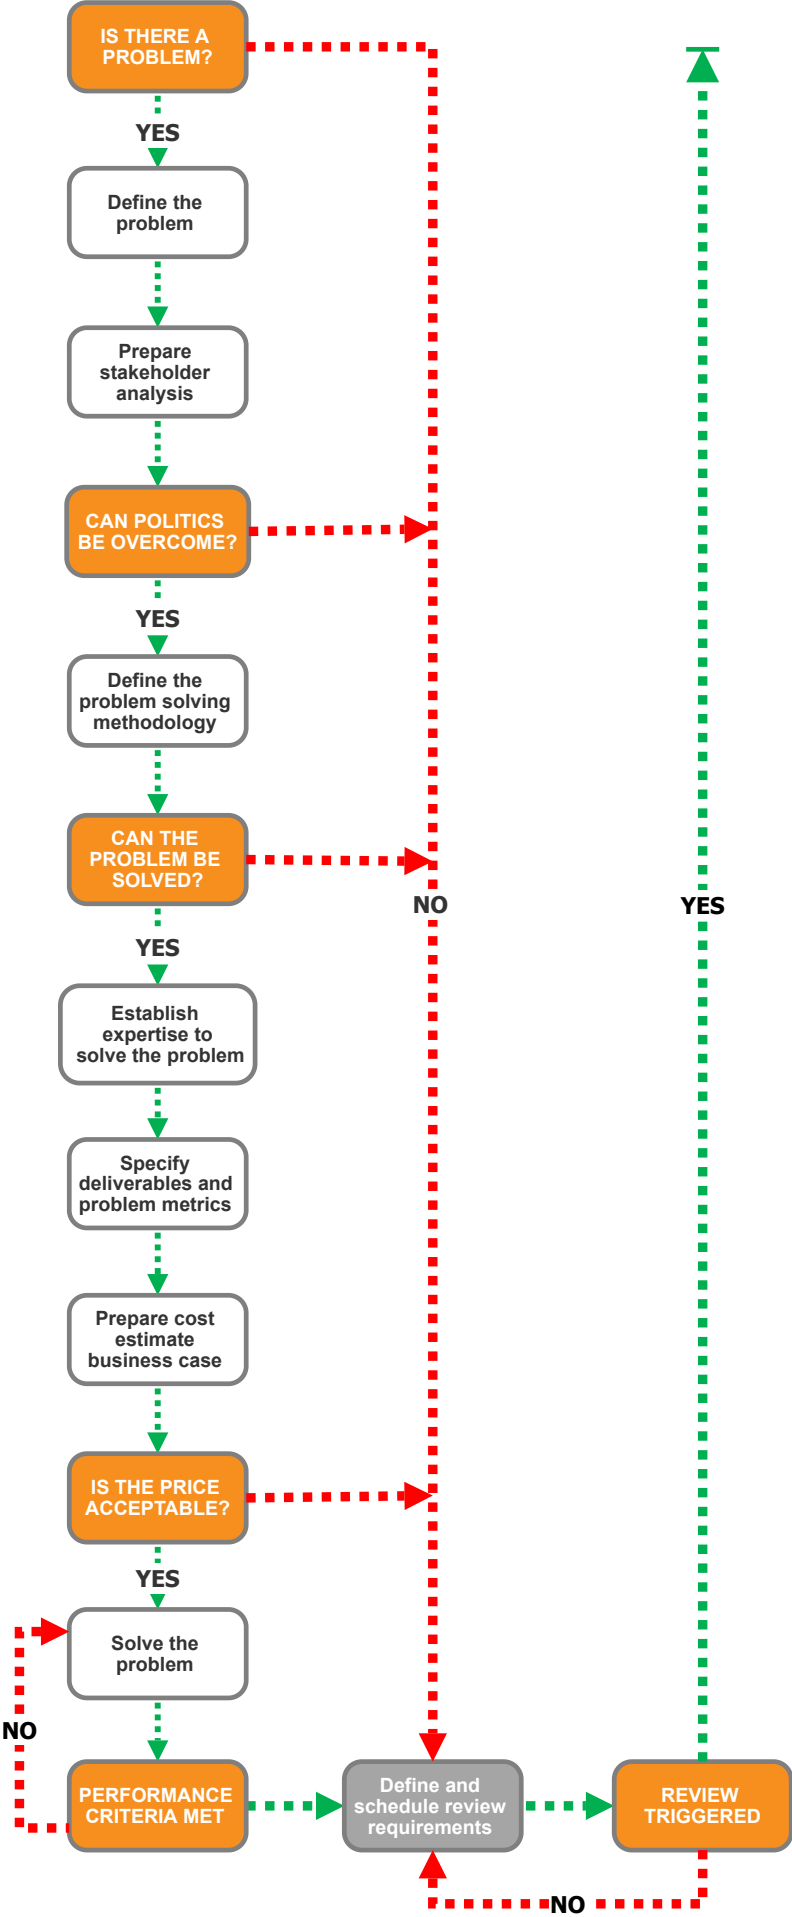 IS THERE A
PROBLEM?
YES
Define the
problem
Prepare
stakeholder
analysis
CAN POLITICS
BE OVERCOME?
YES
Define the
problem solving
methodology
CAN THE
PROBLEM BE
SOLVED?
NO
YES
YES
Establish
expertise to
solve the problem
Specify
deliverables and
problem metrics
Prepare cost
estimate
business case
IS THE PRICE
ACCEPTABLE?
YES
Solve the
problem
NO
PERFORMANCE
CRITERIA MET
Define and
schedule review
requirements
REVIEW
TRIGGERED
NO